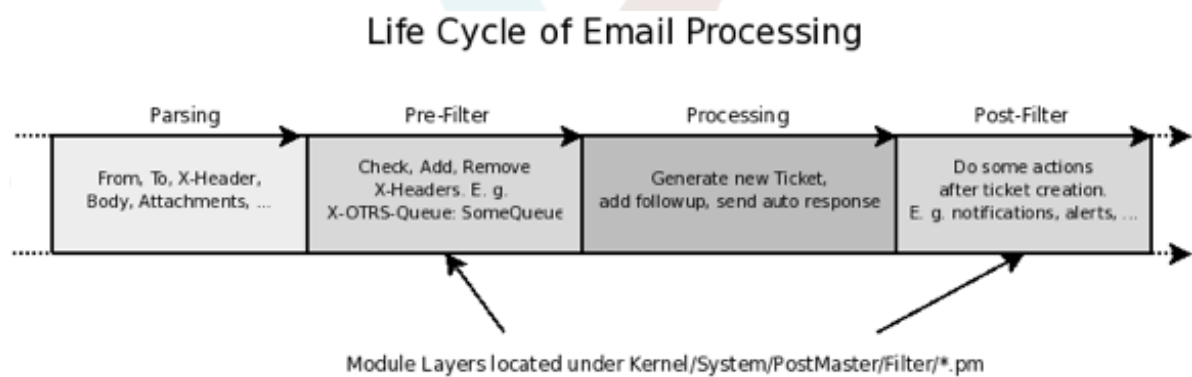 Life Cycle of Email Processing
Parsing
Pre-Filter
Processing
Post-Filter
From, To, X-Header,
Body, Attachments, ...
Check, Add, Remove
X-Headers. E. g.
X-OTRS-Queue: SomeQueue
Generate new Ticket,
add followup, send auto response
Do some actions
after ticket creation.
E. g. notifications, alerts, ...
Module Layers located under Kernel/System/PostMaster/Filter/*.pm